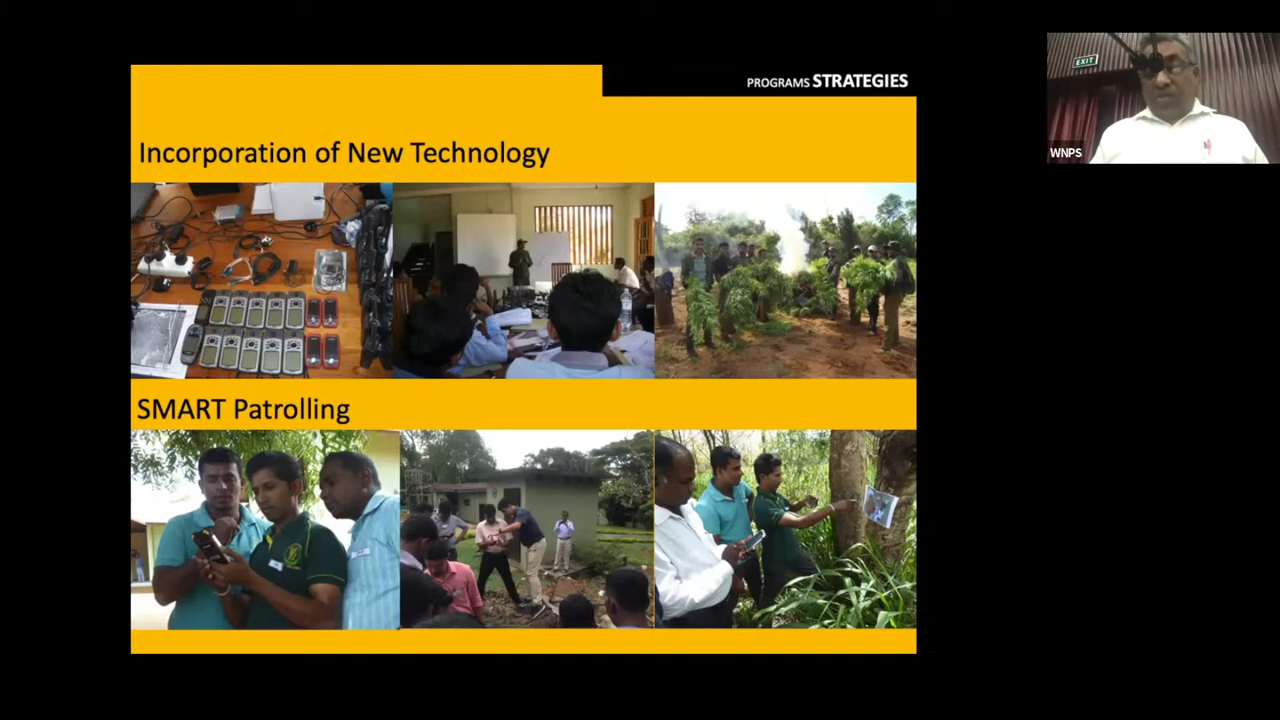 PROGRAMS STRATEGIES
Incorporation of New Technology
SMART Patrolling
EXIT
WNPS